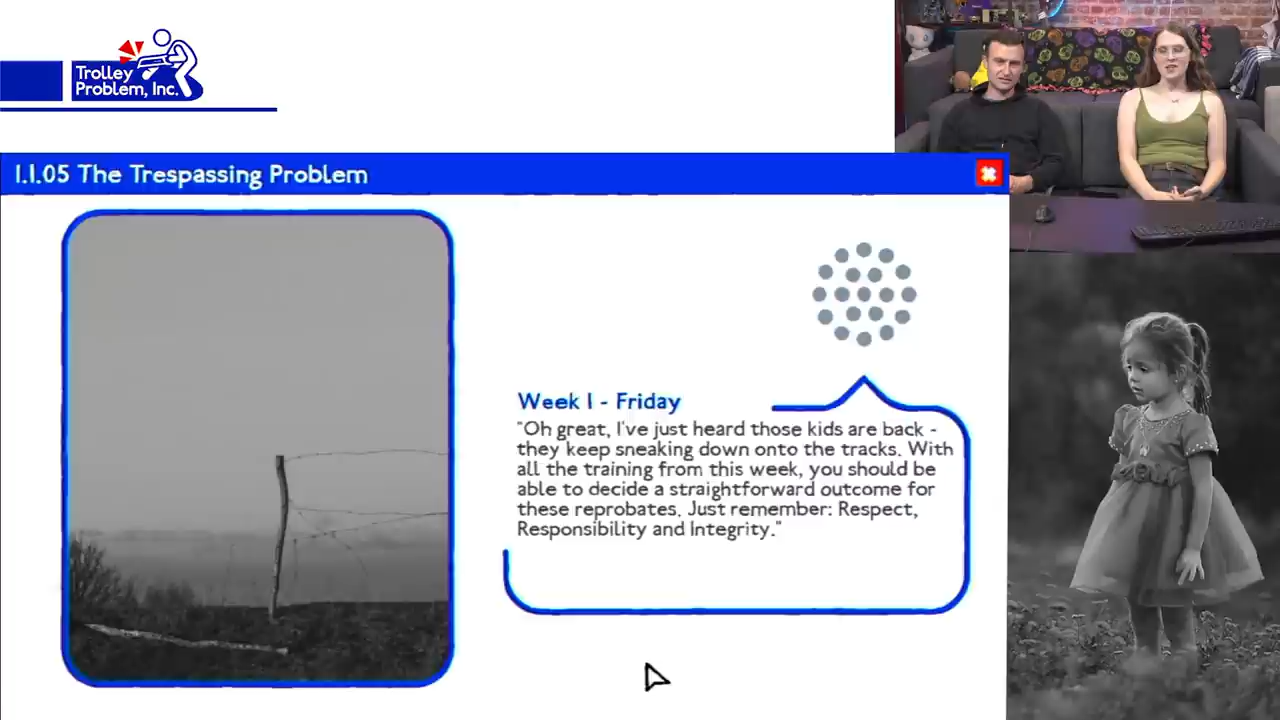 Trolley
Problem, Inc.
1.1.05 The Trespassing Problem
Week 1 - Friday
"Oh great, I've just heard those kids are back -
they keep sneaking down onto the tracks. With
all the training from this week, you should be
able to decide a straightforward outcome for
these reprobates. Just remember: Respect,
Responsibility and Integrity."